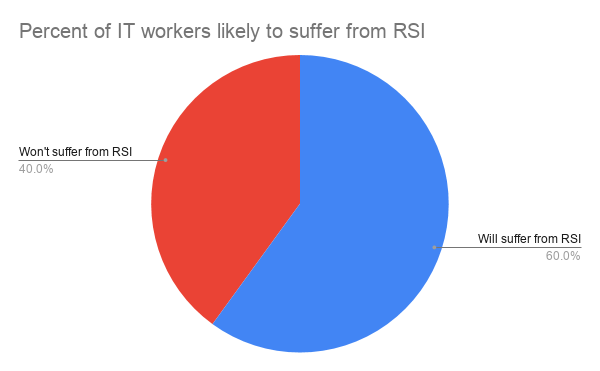 Percent of IT workers likely to suffer from RSI
Won't suffer from RSI
40.0%
Will suffer from RSI
60.0%